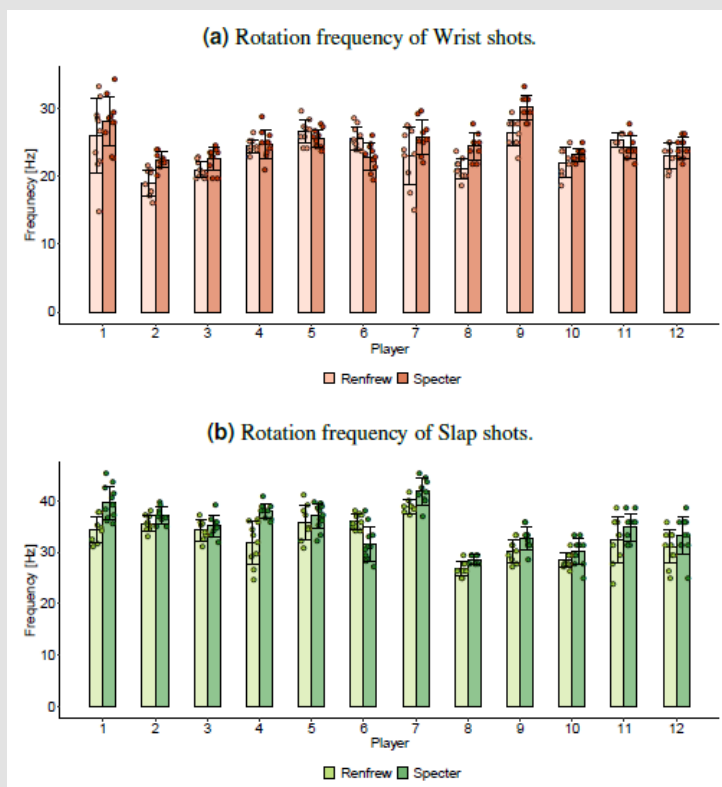 (a) Rotation frequency of Wrist shots.
Frequnecy [Hz]
30
20
10
0
1 2 3 4 5 6 7 8 9 10 11 12
Player
Renfrew Specter
(b) Rotation frequency of Slap shots.
Frequency [Hz]
40
30
20
10
0
1 2 3 4 5 6 7 8 9 10 11 12
Player
Renfrew Specter